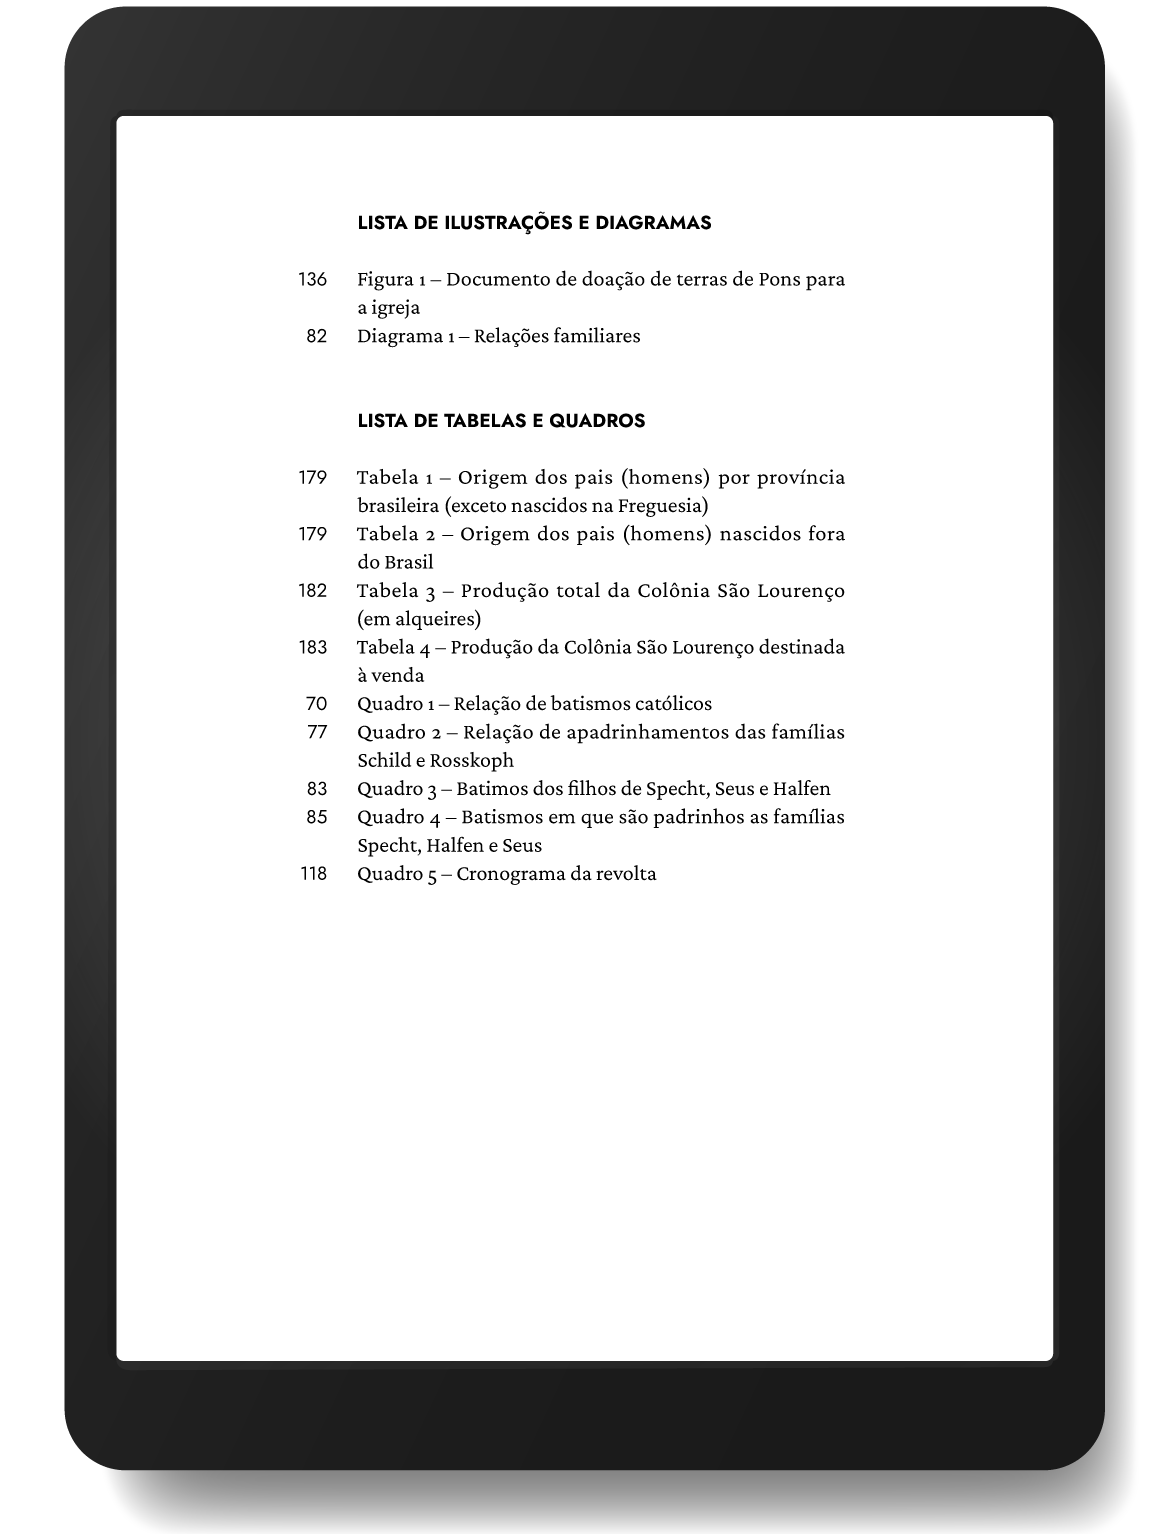 LISTA DE ILUSTRAÇÕES E DIAGRAMAS
136 Figura 1 – Documento de doação de terras de Pons para
a igreja
82 Diagrama 1 – Relações familiares
LISTA DE TABELAS E QUADROS
179 Tabela 1 – Origem dos pais (homens) por província
brasileira (exceto nascidos na Freguesia)
179 Tabela 2 – Origem dos pais (homens) nascidos fora
do Brasil
182 Tabela 3 – Produção total da Colônia São Lourenço
(em alqueires)
183 Tabela 4 – Produção da Colônia São Lourenço destinada
à venda
70 Quadro 1 – Relação de batismos católicos
77 Quadro 2 – Relação de apadrinhamentos das famílias
Schild e Rosskoph
83 Quadro 3 – Batimos dos filhos de Specht, Seus e Halfen
85 Quadro 4 – Batismos em que são padrinhos as famílias
Specht, Halfen e Seus
118 Quadro 5 – Cronograma da revolta